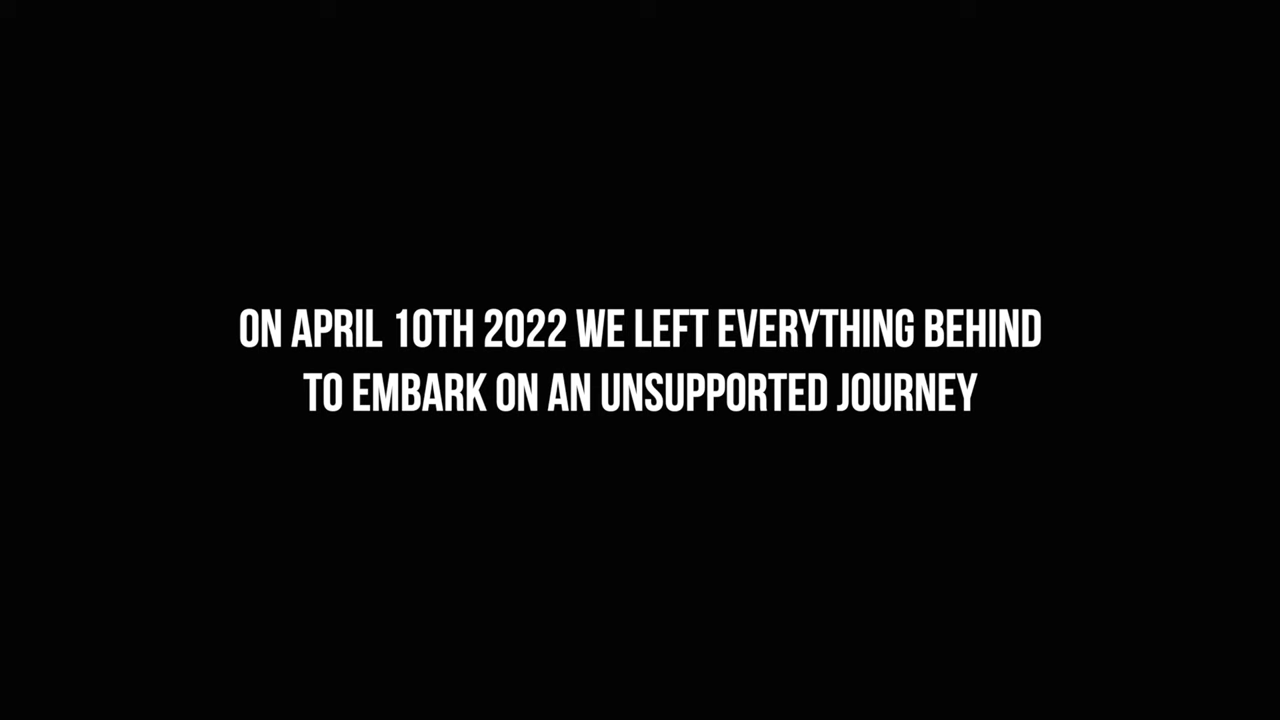 ON APRIL 10TH 2022 WE LEFT EVERYTHING BEHIND
TO EMBARK ON AN UNSUPPORTED JOURNEY